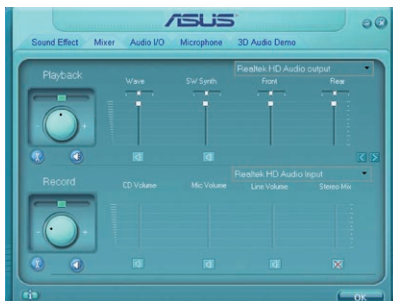 ASUS
Sound Effect Mixer Audio I/O Microphone 3D Audio Demo
Realtek HD Audio output
Playback
Wave SW Synth Front Rear
Realtek HD Audio Input
Record
CD Volume Mic Volume Line Volume Stereo Mix
OK